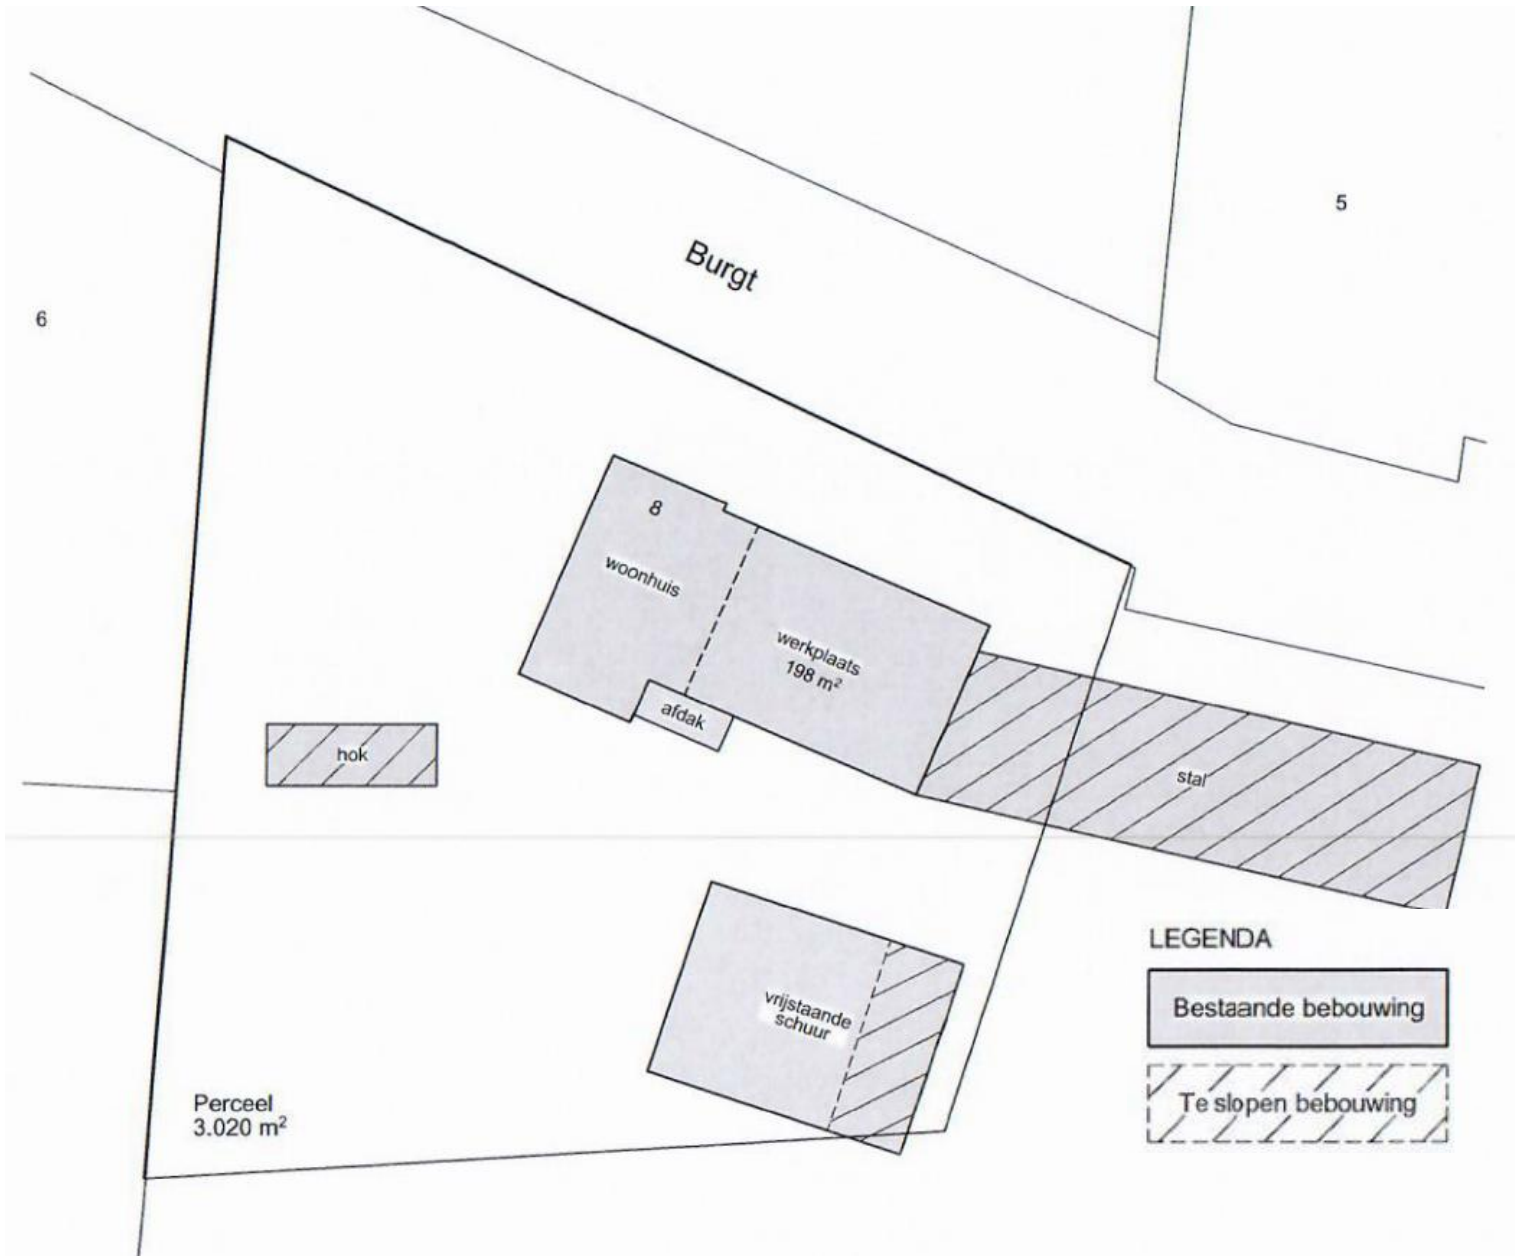 5
Burgt
6
8
woonhuis
werkplaats
198 m²
afdak
hok
stal
LEGENDA
Bestaande bebouwing
vrijstaande
schuur
Te slopen bebouwing
Perceel
3.020 m²